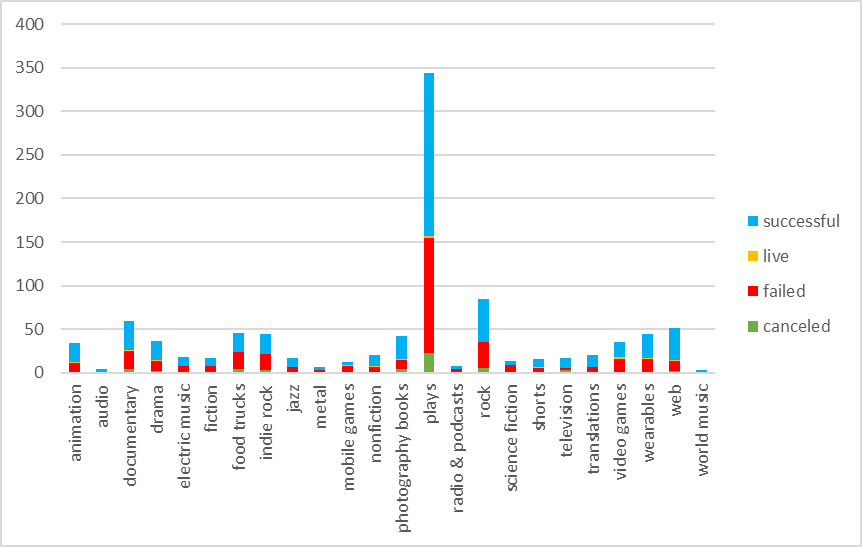 400
350
300
250
200
150
100
50
0
animation
audio
documentary
drama
electric music
fiction
food trucks
indie rock
jazz
metal
mobile games
nonfiction
photography books
plays
radio & podcasts
rock
science fiction
shorts
television
translations
video games
wearables
web
world music
successful
live
failed
canceled